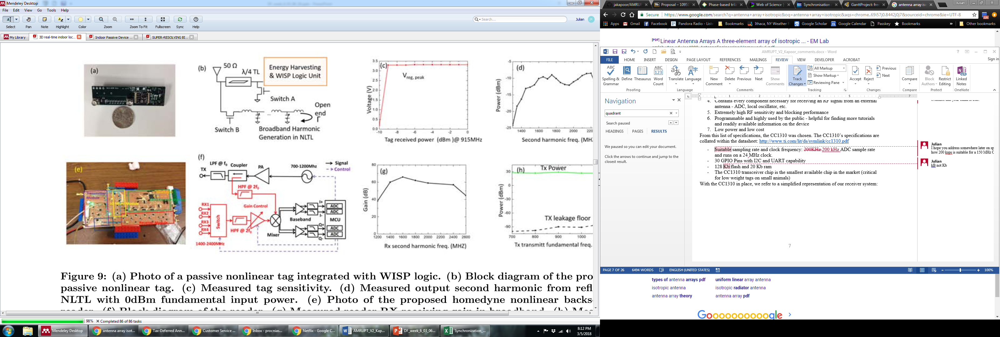 Mendeley Desktop
File Edit View Go Tools Help
Select Pan Note Highlight Color Zoom Zoom To Fit Fullscreen Sync Help
Search...
Julian JK
My Library 3D real-time indoor loc... Indoor Passive Device ... SUPER-RESOLVING BI...
(a)
(b) 50 Ω λ/4 TL
Energy Harvesting
& WISP Logic Unit
Switch A
Open
end
Γ
Switch B
Broadband Harmonic
Generation in NLTL
(c)
V reg, peak
Voltage (V)
3.5
3.0
2.5
2.0
1.5
1.0
0.5
0.0
-10 -8 -6 -4 -2 0
Tag received power (dBm )@ 915MHz
(d)
Power (dBm)
-5
-10
-15
-20
-25
1400 1600 1800 2000 220
Second harmonic freq. (MH
(e)
(f)
LPF @ f0 Coupler PA 700-1200Mhz
Signal
Control
TX
HPF @ 2f0
RX1
RX2
RX3
RX4
Switch
Gain Control
HPF @ 2f0
Mixer
Baseband
I+
I-
Q+
Q-
ADC
ADC
MCU
ADC
ADC
1400-2400MHz
(g)
Gain (dB)
80
60
40
20
0
1200 1400 1600 1800 2000 2200 2400 2600
Rx second harmonic freq. (MHZ)
(h) Tx Power
Power (dBm)
30
0
-30
-60
-90
TX leakage floor
700 800 900 1000
Tx transmitt fundamental freq.
Figure 9: (a) Photo of a passive nonlinear tag integrated with WISP logic. (b) Block diagram of the pro
passive nonlinear tag. (c) Measured tag sensitivity. (d) Measured output second harmonic from refl
NLTL with 0dBm fundamental input power. (e) Photo of the proposed homedyne nonlinear backs
reader. (f) Block diagram of the reader. (g) Measured reader RX receiving gain in broadband. (h) Mea
98% Completed 86 of 86 tasks
Mendeley Desktop antenna array isot... Tax-Deferred Ann... Customer Service ... Inbox - procnias... Netflix - Google C... AMRUPT_V2_Kap... DF_week_6_03_06... Synchronization_...
8:12 PM
3/5/2018
jakapoor/AMRUP Proposal – 10951 Phase-based trila Web of Science [ Synchronisation GanttProject: free antenna array iso Julian
Secure https://www.google.com/search?q=antenna+array+isotropic&oq=antenna+array+isotropic&aqs=chrome..69i57j0.8442j0j7&sourceid=chrome&ie=UTF-8
Apps Gmail Facebook Pandora Radio - Liste Bookmarks Ithaca, NY Weather F Google Scholar Google Calendar Passkey Bookmarks » Other bookmarks
[PDF] Linear Antenna Arrays A three-element array of isotropic ... - EM Lab
AMRUPT_V2_Kapoor_comments.docx - Word
FILE HOME INSERT DESIGN PAGE LAYOUT REFERENCES MAILINGS REVIEW VIEW DEVELOPER ACROBAT Sign in
Spelling & Grammar Define Thesaurus Word Count Translate Language New Comment Delete Previous Next Show Comments Track Changes All Markup Show Markup Reviewing Pane Accept Reject Previous Next Compare Block Authors Restrict Editing Linked Notes
Proofing Language Comments Tracking Changes Compare Protect OneNote
Navigation
quadrant
Search paused
HEADINGS PAGES RESULTS
We paused so you can edit your document.
Click the arrows to continue and jump to the
closest result.
1 2 3 4 5 7
4. Contains every component necessary for receiving an RF signal from an external
antenna - ADC, local oscillator, etc.
5. Extremely high RF sensitivity and blocking performance
6. Programmable and highly used by the public - helpful for finding more tutorials
and readily available information on the device
7. Low power and low cost
From this list of specifications, the CC1310 was chosen. The CC1310’s specifications are
collated within the datasheet: http://www.ti.com/lit/ds/symlink/cc1310.pdf
- Suitable sampling rate and clock frequency: 200KHz 200 kHz ADC sample rate
and runs on a 24 MHz clock.
- 30 GPIO Pins with I2C and UART capability
- 128 Kb flash and 20 Kb ram
- The CC1310 transceiver chip is the smallest available chip in the market (critical
for low weight tags on small animals)
With the CC1310 in place, we refer to a simplified representation of our receiver system:
7
Julian
I hope you address somewhere later on sp
how 200 ksps is suitable for a 150 MHz C
Julian
kB not Kb
PAGE 7 OF 26 6494 WORDS ENGLISH (UNITED STATES) 100%
types of antenna arrays pdf uniform linear array antenna
isotropic antenna isotropic radiator antenna
antenna array theory antenna array pdf
Goooooooooogle